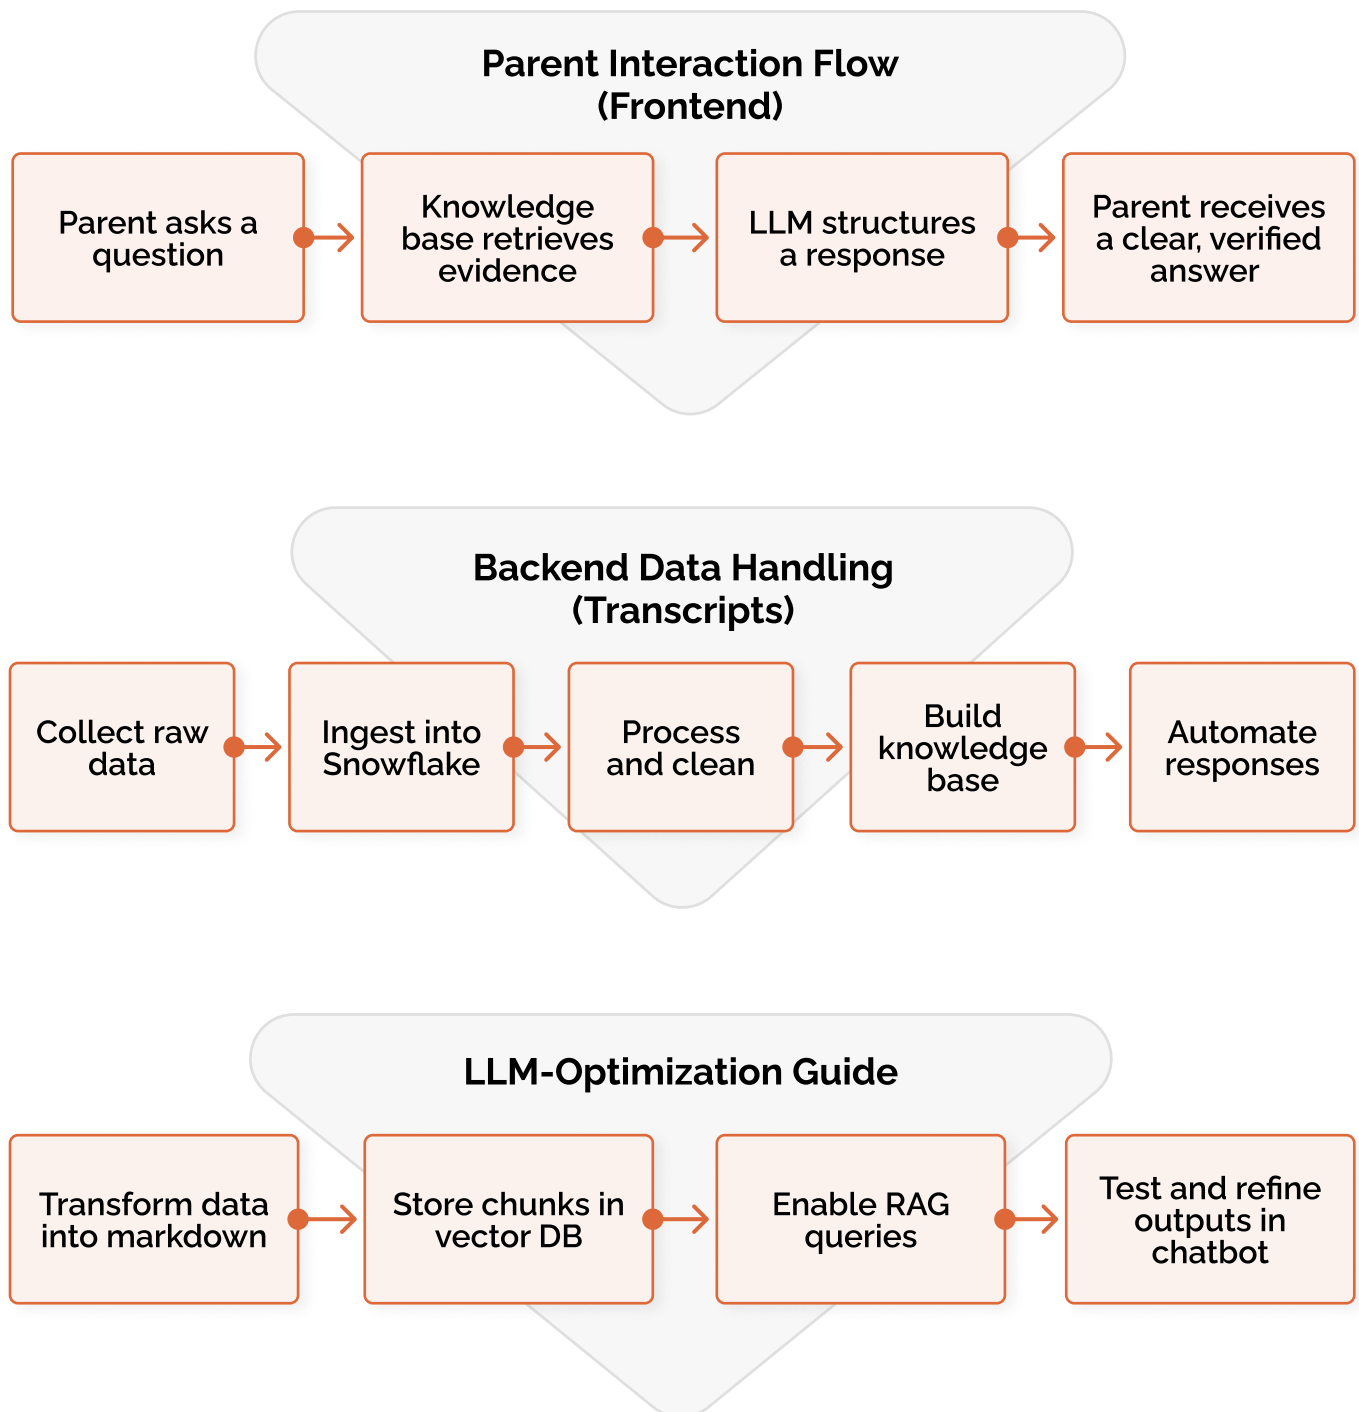 Parent Interaction Flow
(Frontend)
Parent asks a
question
Knowledge
base retrieves
evidence
LLM structures
a response
Parent receives
a clear, verified
answer
Backend Data Handling
(Transcripts)
Collect raw
data
Ingest into
Snowflake
Process
and clean
Build
knowledge
base
Automate
responses
LLM-Optimization Guide
Transform data
into markdown
Store chunks in
vector DB
Enable RAG
queries
Test and refine
outputs in
chatbot